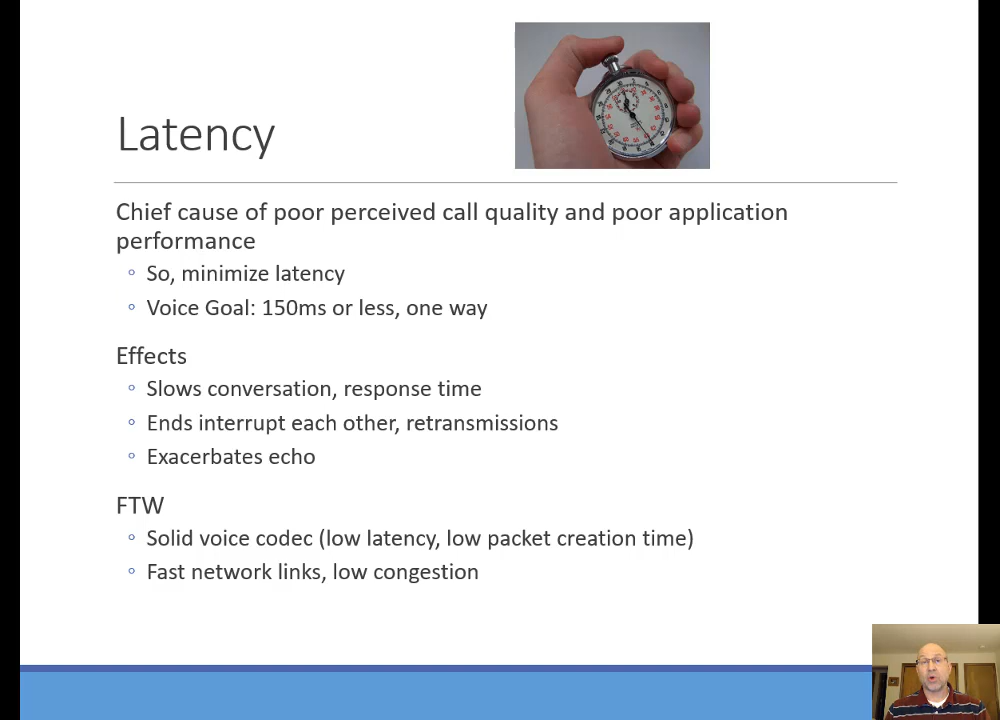 Latency
Chief cause of poor perceived call quality and poor application
performance
So, minimize latency
Voice Goal: 150ms or less, one way
Effects
Slows conversation, response time
Ends interrupt each other, retransmissions
Exacerbates echo
FTW
Solid voice codec (low latency, low packet creation time)
Fast network links, low congestion